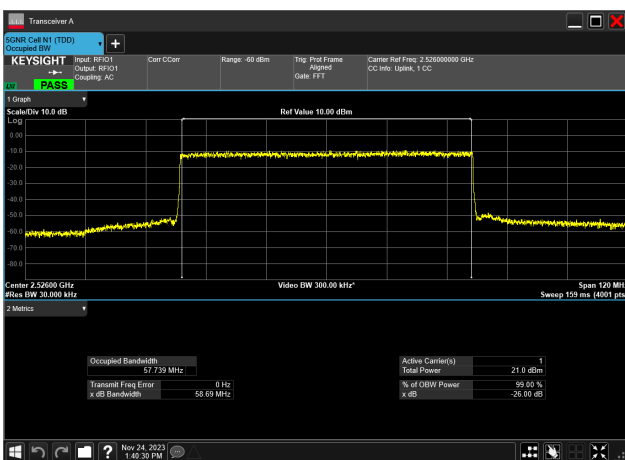 Transceiver A
5GNR Cell N1 (TDD)
Occupied BW
KEYSIGHT
Input: RFIO1
Output: RFIO1
Coupling: AC
Corr CCorr
Range: -60 dBm
Trig: Prot Frame
Aligned
Gate: FFT
Carrier Ref Freq: 2.526000000 GHz
CC Info: Uplink, 1 CC
PASS
1 Graph
Scale/Div 10.0 dB
Ref Value 10.00 dBm
Log
0.00
-10.0
-20.0
-30.0
-40.0
-50.0
-60.0
-70.0
-80.0
Center 2.52600 GHz
Video BW 300.00 kHz*
Span 120 MH
#Res BW 30.000 kHz
Sweep 159 ms (4001 pts
2 Metrics
Occupied Bandwidth
57.739 MHz
Active Carrier(s) 1
Total Power 21.0 dBm
Transmit Freq Error 0 Hz
x dB Bandwidth 58.69 MHz
% of OBW Power 99.00 %
x dB -26.00 dB
Nov 24, 2023
1:40:30 PM